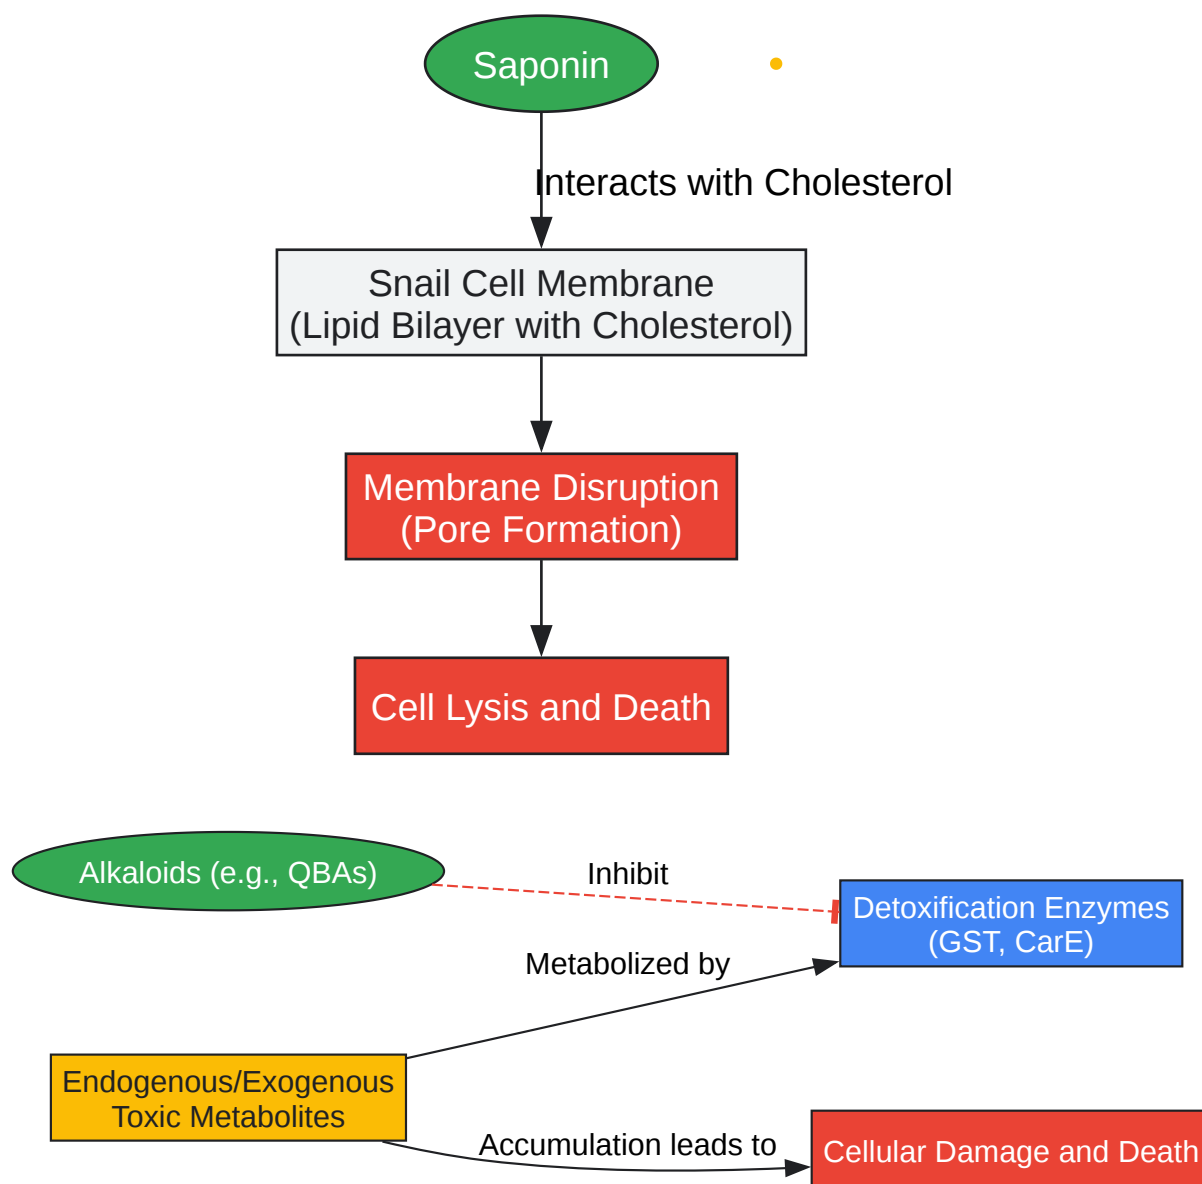 Saponin
Interacts with Cholesterol
Snail Cell Membrane
(Lipid Bilayer with Cholesterol)
Membrane Disruption
(Pore Formation)
Cell Lysis and Death
Alkaloids (e.g., QBAs)
Inhibit
Detoxification Enzymes
(GST, CarE)
Metabolized by
Endogenous/Exogenous
Toxic Metabolites
Accumulation leads to
Cellular Damage and Death